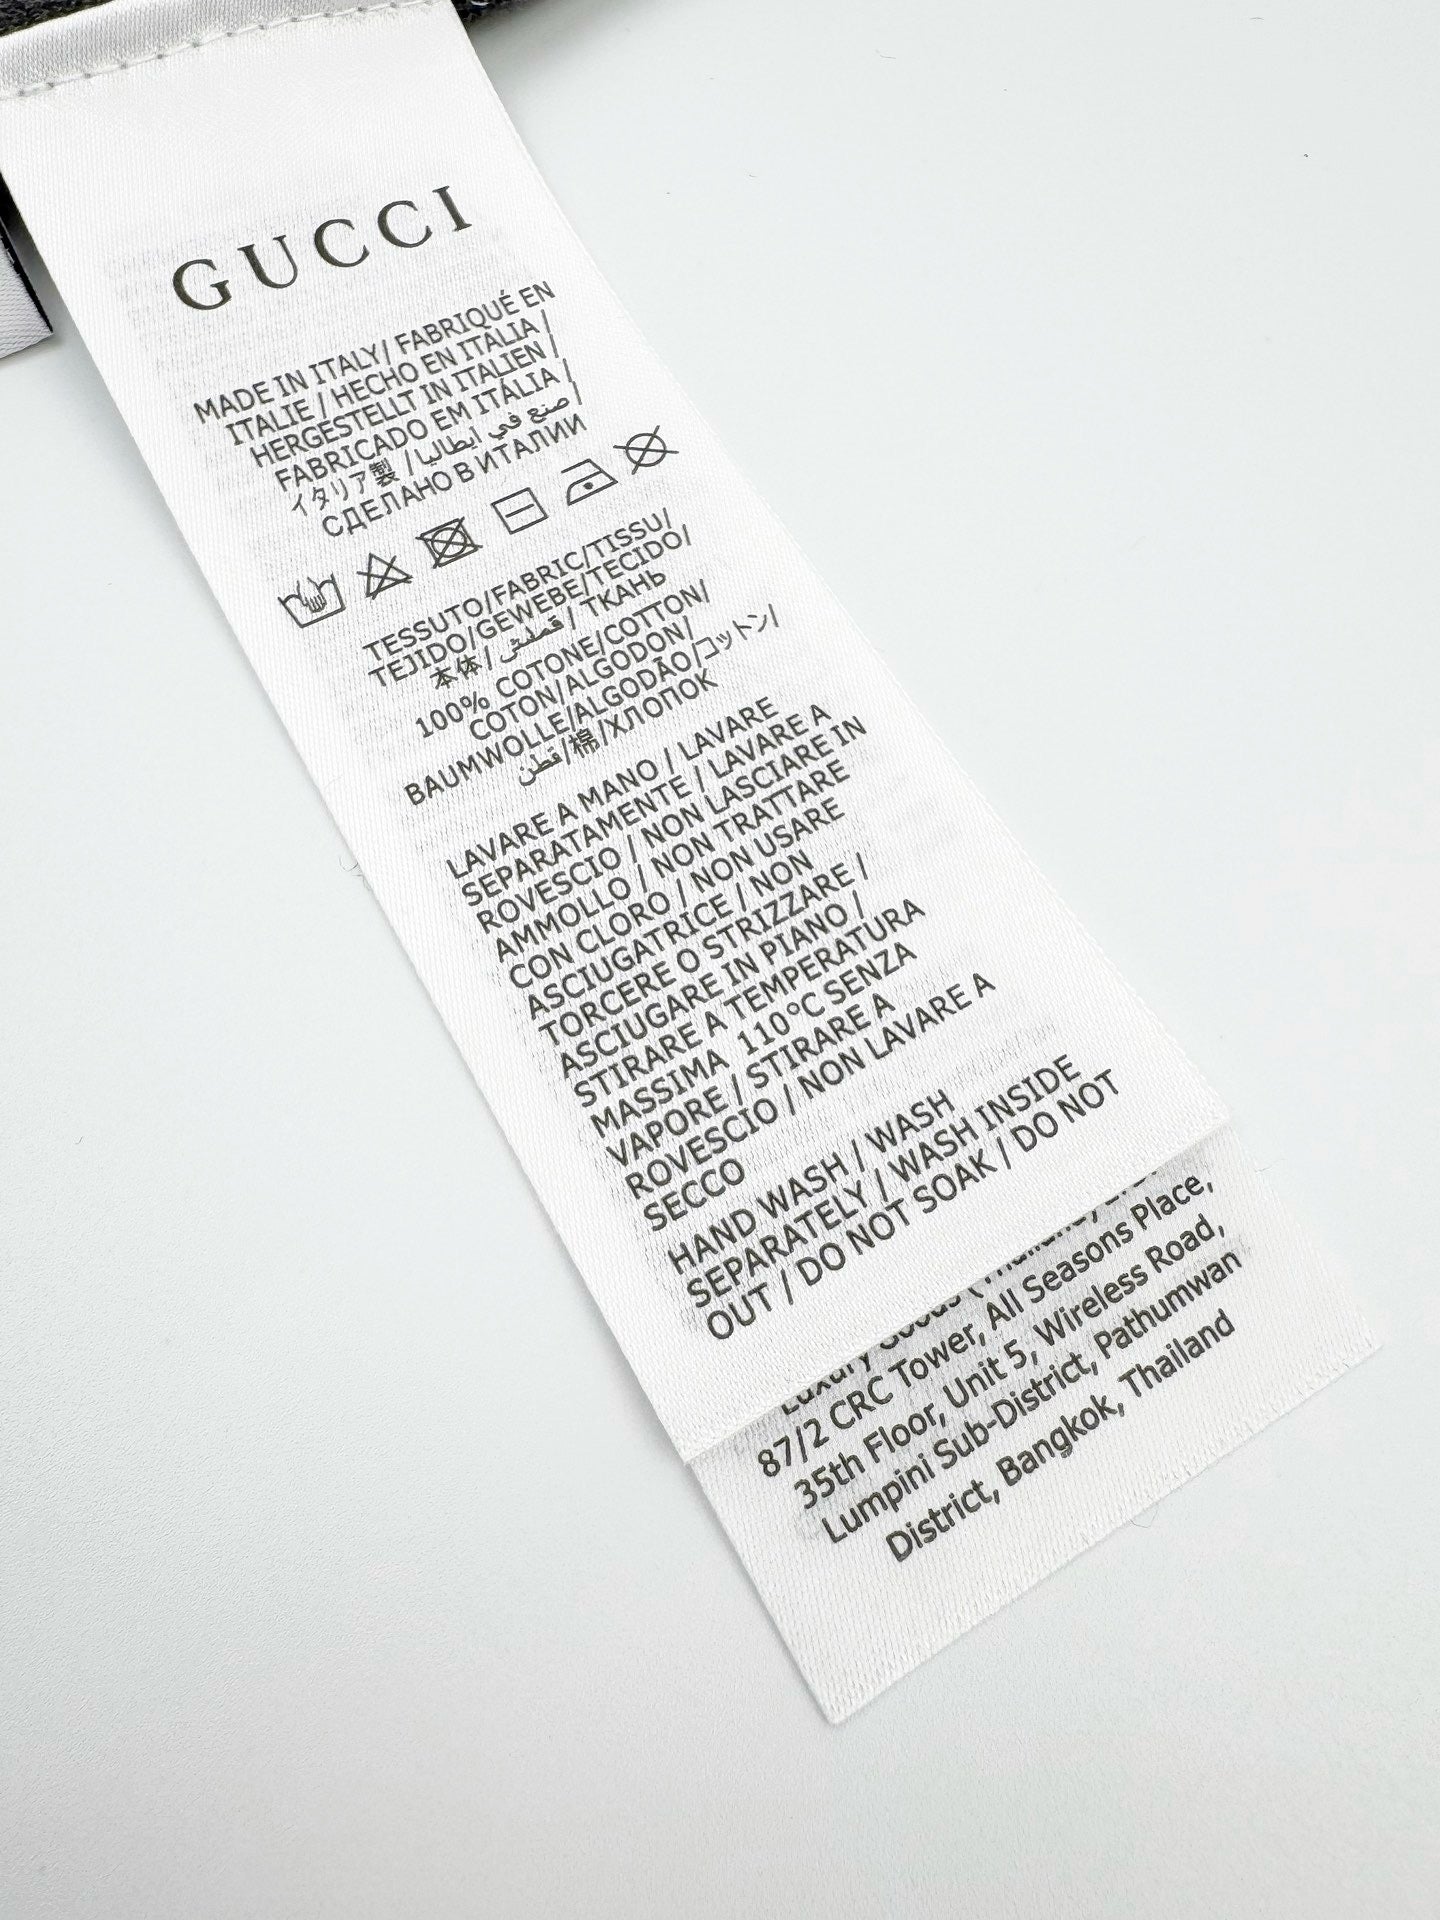 GUCCI
MADE IN ITALY/ FABRIQUÉ EN
ITALIE / HECHO EN ITALIA /
HERGESTELLT IN ITALIEN /
FABRICADO EM ITÁLIA /
イタリア製 / صنع في ايطاليا /
СДЕЛАНО В ИТАЛИИ
TESSUTO/FABRIC/TISSU/
TEJIDO/GEWEBE/TECIDO/
本体/ قماش / ТКАНЬ
100% COTONE/COTTON/
COTON/ALGODON/
BAUMWOLLE/ALGODÃO/コットン/
قطن/棉/ХЛОПОК
LAVARE A MANO / LAVARE
SEPARATAMENTE / LAVARE A
ROVESCIO / NON LASCIARE IN
AMMOLLO / NON TRATTARE
CON CLORO / NON USARE
ASCIUGATRICE / NON
TORCERE O STRIZZARE /
ASCIUGARE IN PIANO /
STIRARE A TEMPERATURA
MASSIMA 110°C SENZA
VAPORE / STIRARE A
ROVESCIO / NON LAVARE A
SECCO
HAND WASH / WASH
SEPARATELY / WASH INSIDE
OUT / DO NOT SOAK / DO NOT
Luxury Goods (Thailand)
87/2 CRC Tower, All Seasons Place,
35th Floor, Unit 5, Wireless Road,
Lumpini Sub-District, Pathumwan
District, Bangkok, Thailand